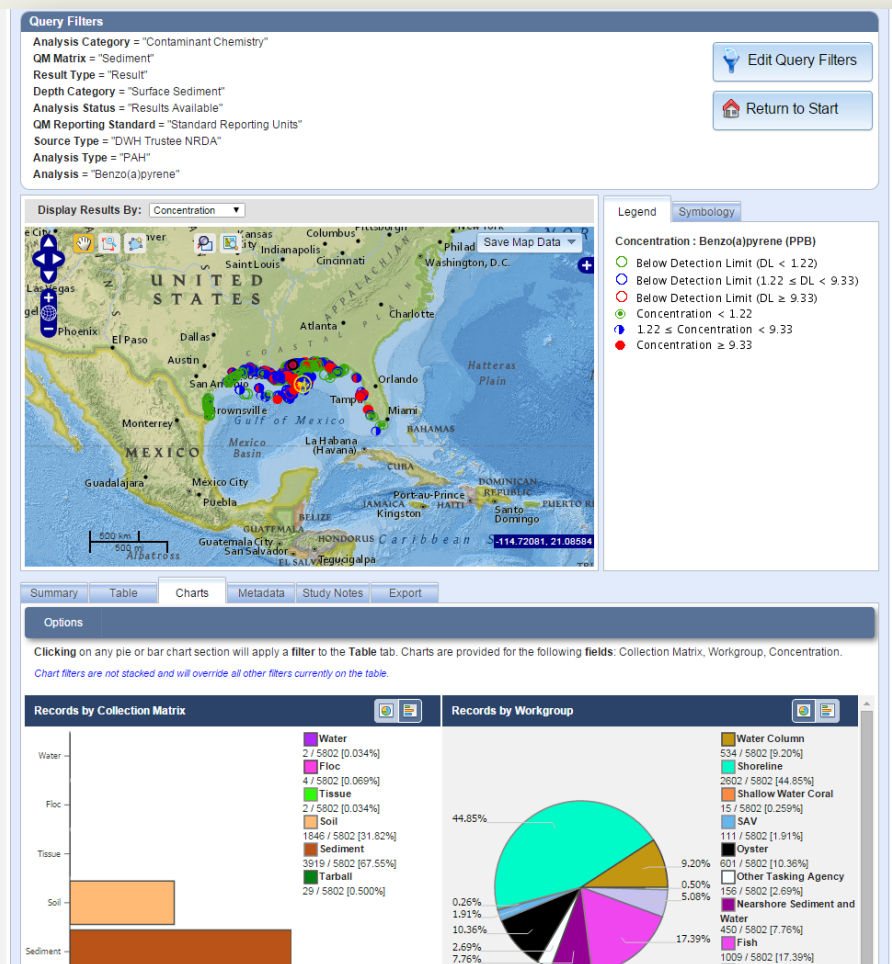 Query Filters
Analysis Category = "Contaminant Chemistry"
QM Matrix = "Sediment"
Result Type = "Result"
Depth Category = "Surface Sediment"
Analysis Status = "Results Available"
QM Reporting Standard = "Standard Reporting Units"
Source Type = "DWH Trustee NRDA"
Analysis Type = "PAH"
Analysis = "Benzo(a)pyrene"
Edit Query Filters
Return to Start
Display Results By: Concentration
Save Map Data
Kansas
Columbus
Indianapolis
Saint Louis
Cincinnati
Philad
Washington, D.C.
Las Vegas
UNITED
STATES
APPALACHIAN
Phoenix
El Paso
Dallas
Atlanta
Charlotte
COASTAL PLAIN
Austin
San Antonio
Hatteras
Plain
Orlando
Tampa
Brownsville
Miami
Monterrey
Gulf of Mexico
BAHAMAS
MEXICO
Mexico
Basin
La Habana
(Havana)
CUBA
Guadalajara
México City
Puebla
DOMINICAN
REPUBLIC
Port-au-Prince
JAMAICA
HAITI
PUERTO RI
Kingston
Santo
Domingo
BELIZE
GUATEMALA
Guatemala City
HONDORUS
Caribbean S
San Salvador
EL SALV
Tegucigalpa
500 km
500 mi
Albatross
-114.72081, 21.08584
Legend
Symbology
Concentration : Benzo(a)pyrene (PPB)
Below Detection Limit (DL < 1.22)
Below Detection Limit (1.22 ≤ DL < 9.33)
Below Detection Limit (DL ≥ 9.33)
Concentration < 1.22
1.22 ≤ Concentration < 9.33
Concentration ≥ 9.33
Summary
Table
Charts
Metadata
Study Notes
Export
Options
Clicking on any pie or bar chart section will apply a filter to the Table tab. Charts are provided for the following fields: Collection Matrix, Workgroup, Concentration.
Chart filters are not stacked and will override all other filters currently on the table.
Records by Collection Matrix
Water
Floc
Tissue
Soil
Sediment
Water
2 / 5802 [0.034%]
Floc
4 / 5802 [0.069%]
Tissue
2 / 5802 [0.034%]
Soil
1846 / 5802 [31.82%]
Sediment
3919 / 5802 [67.55%]
Tarball
29 / 5802 [0.500%]
Records by Workgroup
44.85%
0.26%
1.91%
10.36%
2.69%
7.76%
9.20%
0.50%
5.08%
17.39%
Water Column
534 / 5802 [9.20%]
Shoreline
2602 / 5802 [44.85%]
Shallow Water Coral
15 / 5802 [0.259%]
SAV
111 / 5802 [1.91%]
Oyster
601 / 5802 [10.36%]
Other Tasking Agency
156 / 5802 [2.69%]
Nearshore Sediment and
Water
450 / 5802 [7.76%]
Fish
1009 / 5802 [17.39%]